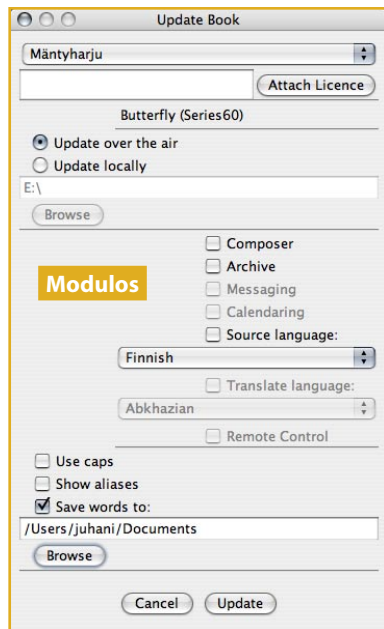 Update Book
Mäntyharju
Attach Licence
Butterfly (Series60)
Update over the air
Update locally
E:\
Browse
Composer
Archive
Modulos
Messaging
Calendaring
Source language:
Finnish
Translate language:
Abkhazian
Remote Control
Use caps
Show aliases
Save words to:
/Users/juhani/Documents
Browse
Cancel Update